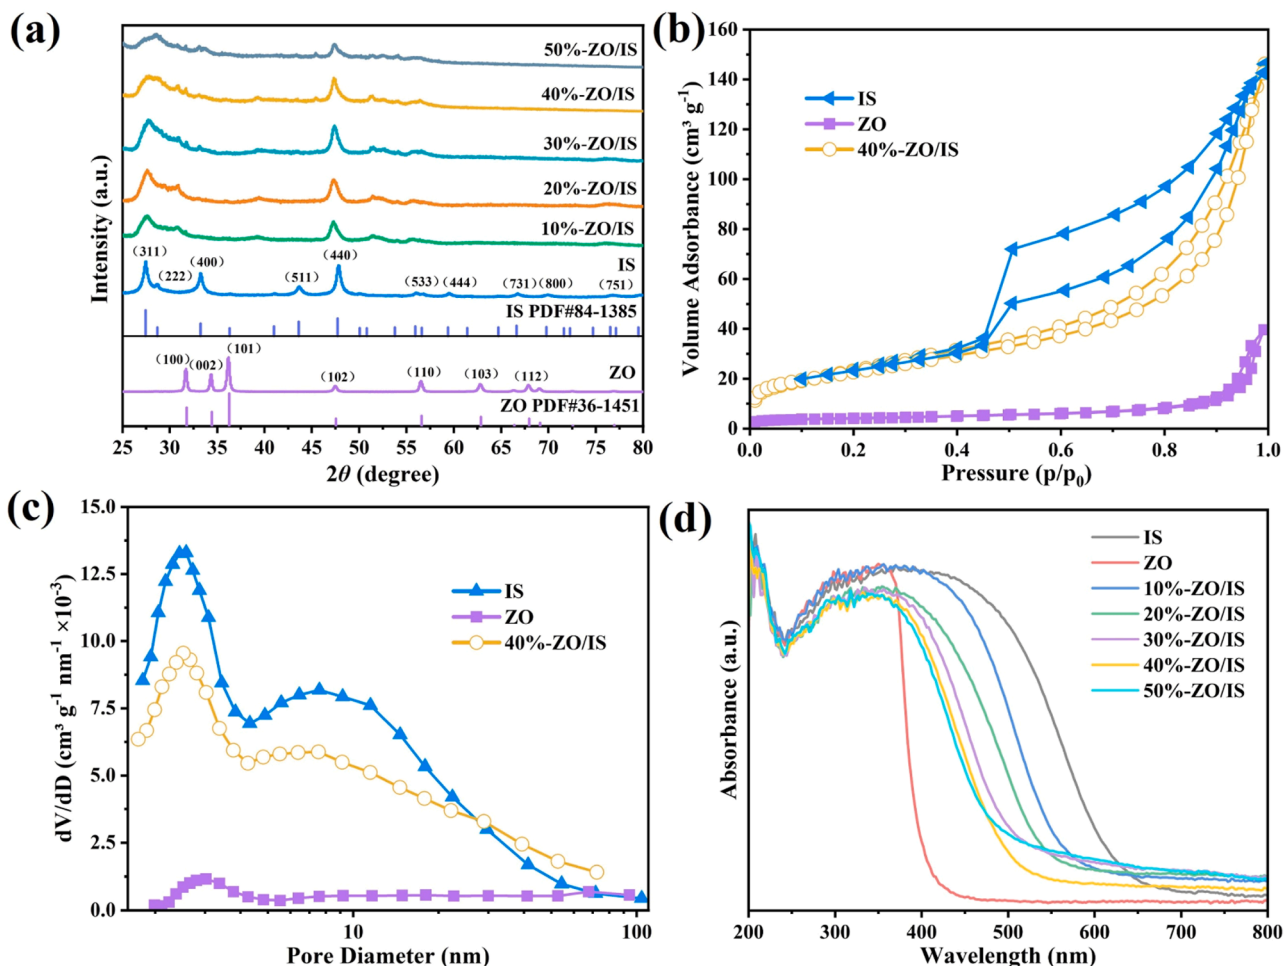 (a)
50%-ZO/IS
40%-ZO/IS
30%-ZO/IS
20%-ZO/IS
10%-ZO/IS
IS
(311)
(222)
(400)
(511)
(440)
(533)
(444)
(731)
(800)
(751)
IS PDF#84-1385
(100)
(002)
(101)
(102)
(110)
(103)
(112)
ZO
ZO PDF#36-1451
Intensity (a.u.)
25 30 35 40 45 50 55 60 65 70 75 80
2θ (degree)
(b)
Volume Adsorbance (cm³ g⁻¹)
160
140
120
100
80
60
40
20
0
IS
ZO
40%-ZO/IS
0.0 0.2 0.4 0.6 0.8 1.0
Pressure (p/p₀)
(c)
dV/dD (cm³ g⁻¹ nm⁻¹ ×10⁻³)
15.0
12.5
10.0
7.5
5.0
2.5
0.0
IS
ZO
40%-ZO/IS
10 100
Pore Diameter (nm)
(d)
Absorbance (a.u.)
IS
ZO
10%-ZO/IS
20%-ZO/IS
30%-ZO/IS
40%-ZO/IS
50%-ZO/IS
200 300 400 500 600 700 800
Wavelength (nm)